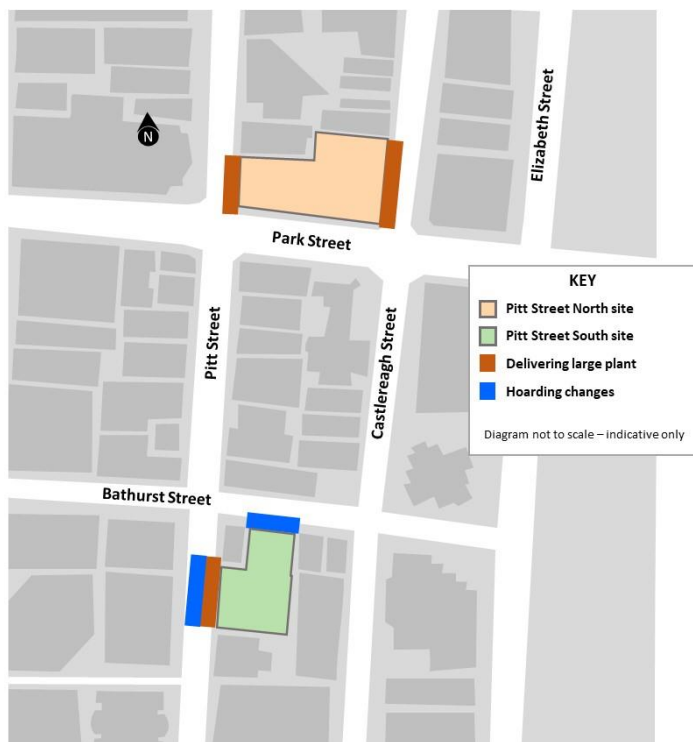 N
Elizabeth Street
Park Street
Pitt Street
Castlereagh Street
Bathurst Street
KEY
Pitt Street North site
Pitt Street South site
Delivering large plant
Hoarding changes
Diagram not to scale – indicative only